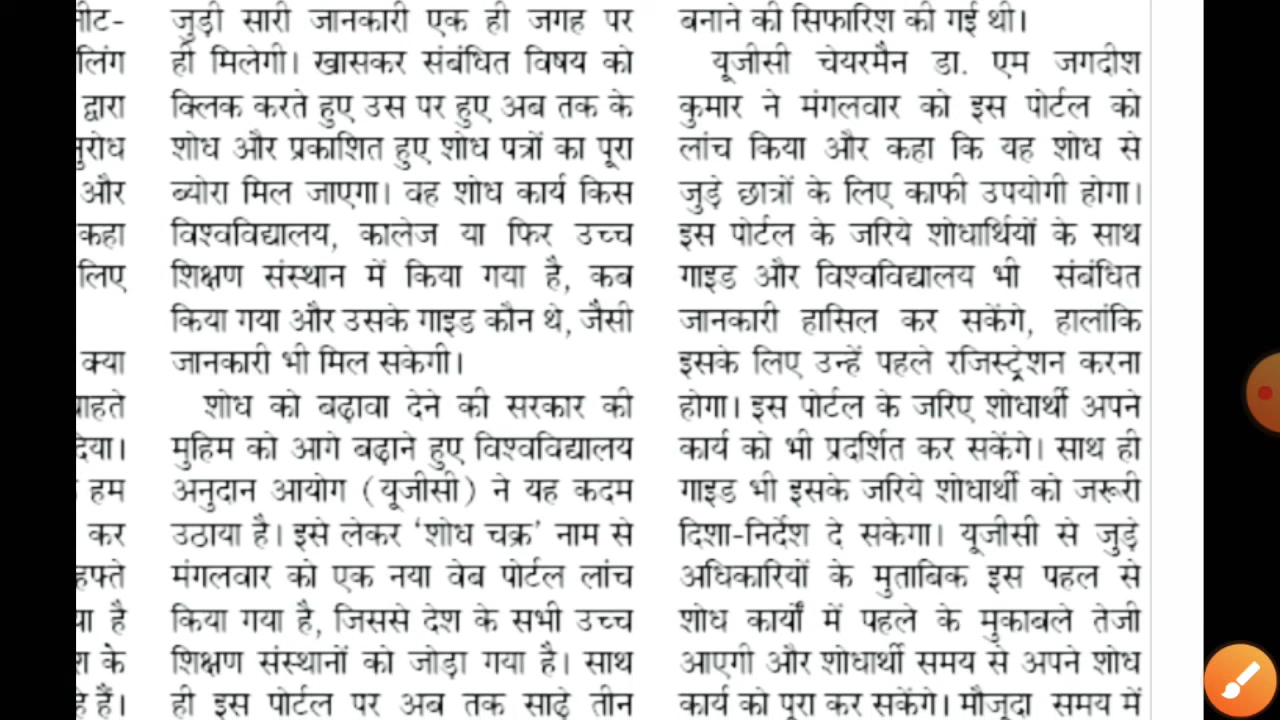 द्वारा
और
कहा
लिए
क्या
हम
कर
जुड़ी सारी जानकारी एक ही जगह पर
ही मिलेगी। खासकर संबंधित विषय को
क्लिक करते हुए उस पर हुए अब तक के
शोध और प्रकाशित हुए शोध पत्रों का पूरा
ब्योरा मिल जाएगा। वह शोध कार्य किस
विश्वविद्यालय, कालेज या फिर उच्च
शिक्षण संस्थान में किया गया है, कब
किया गया और उसके गाइड कौन थे, जैसी
जानकारी भी मिल सकेगी।
शोध को बढ़ावा देने की सरकार की
मुहिम को आगे बढ़ाने हुए विश्वविद्यालय
अनुदान आयोग (यूजीसी) ने यह कदम
उठाया है। इसे लेकर ‘शोध चक्र’ नाम से
मंगलवार को एक नया वेब पोर्टल लांच
किया गया है, जिससे देश के सभी उच्च
शिक्षण संस्थानों को जोड़ा गया है। साथ
ही इस पोर्टल पर अब तक साढ़े तीन
बनाने की सिफारिश की गई थी।
यूजीसी चेयरमैन डा. एम जगदीश
कुमार ने मंगलवार को इस पोर्टल को
लांच किया और कहा कि यह शोध से
जुड़े छात्रों के लिए काफी उपयोगी होगा।
इस पोर्टल के जरिये शोधार्थियों के साथ
गाइड और विश्वविद्यालय भी संबंधित
जानकारी हासिल कर सकेंगे, हालांकि
इसके लिए उन्हें पहले रजिस्ट्रेशन करना
होगा। इस पोर्टल के जरिए शोधार्थी अपने
कार्य को भी प्रदर्शित कर सकेंगे। साथ ही
गाइड भी इसके जरिये शोधार्थी को जरूरी
दिशा-निर्देश दे सकेगा। यूजीसी से जुड़े
अधिकारियों के मुताबिक इस पहल से
शोध कार्यों में पहले के मुकाबले तेजी
आएगी और शोधार्थी समय से अपने शोध
कार्य को पूरा कर सकेंगे। मौजूदा समय में